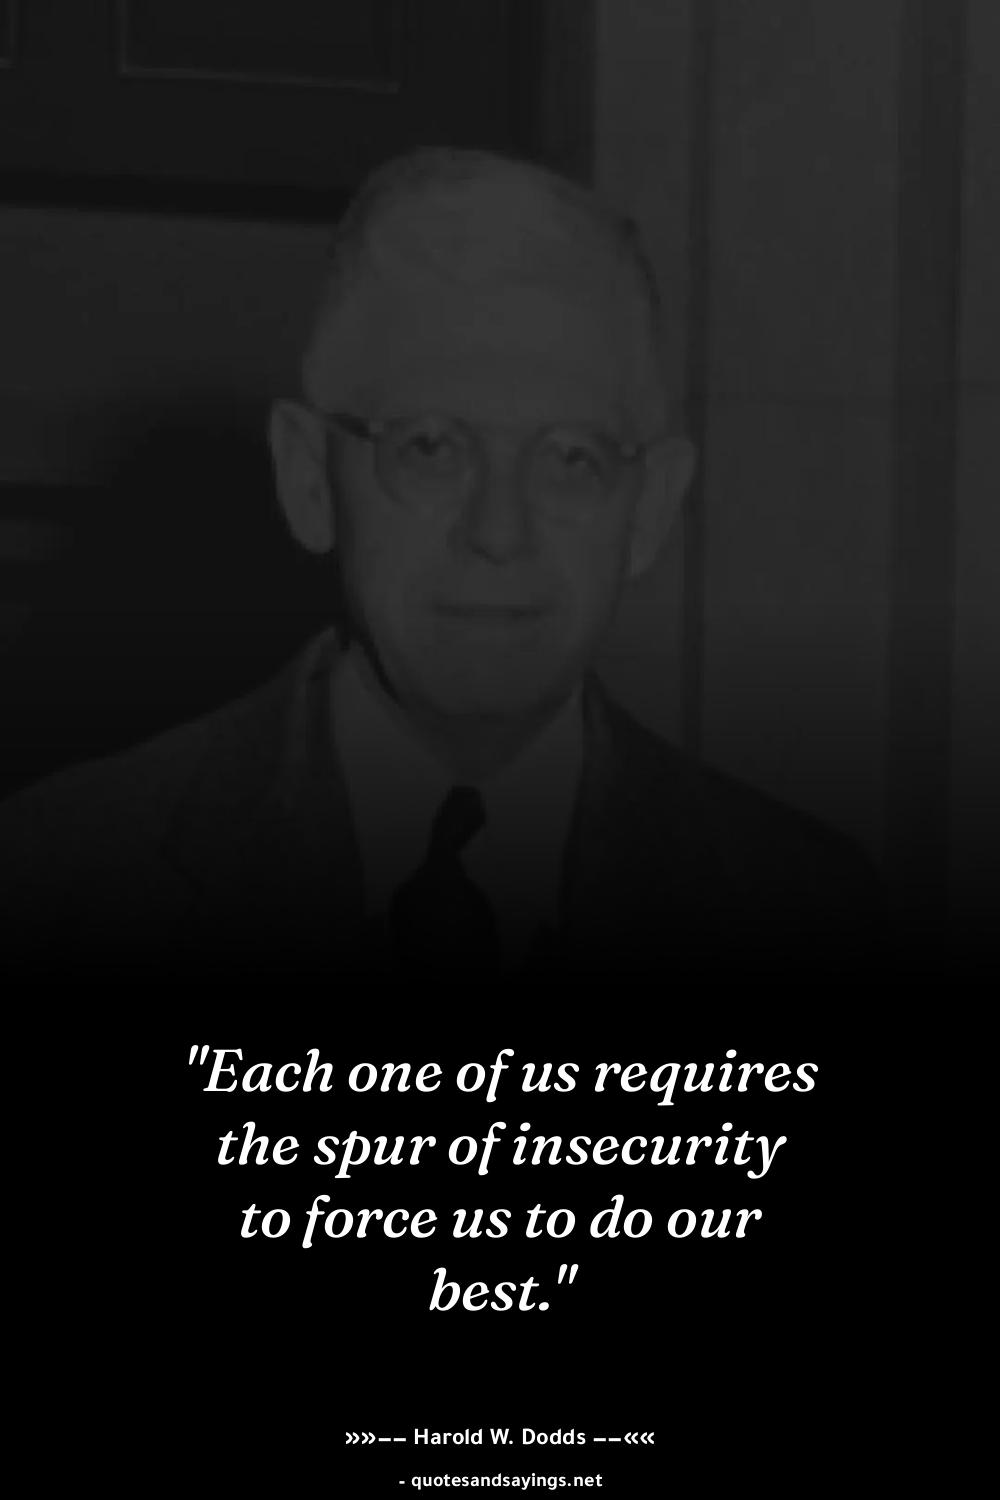 "Each one of us requires
the spur of insecurity
to force us to do our
best."
»»–– Harold W. Dodds ––««
- quotesandsayings.net